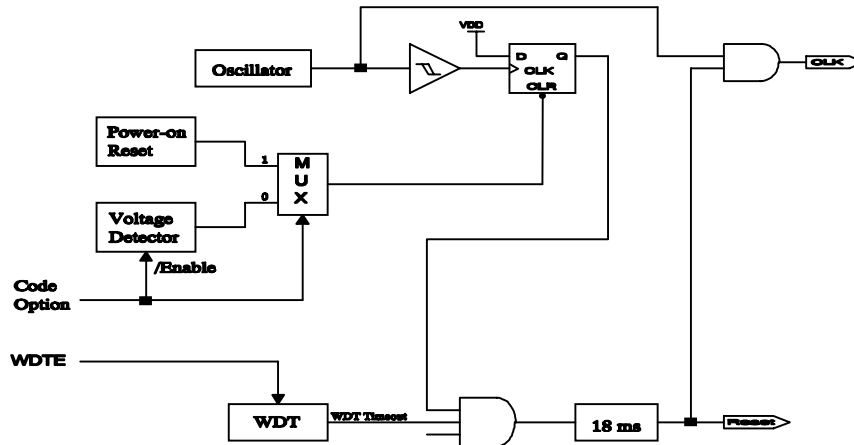 VDD
Oscillator
D Q
CLK
CLR
CLK
Power-on
Reset
1
M
U
X
0
Voltage
Detector
/Enable
Code
Option
WDTE
WDT
WDT Timeout
18 ms
Reset